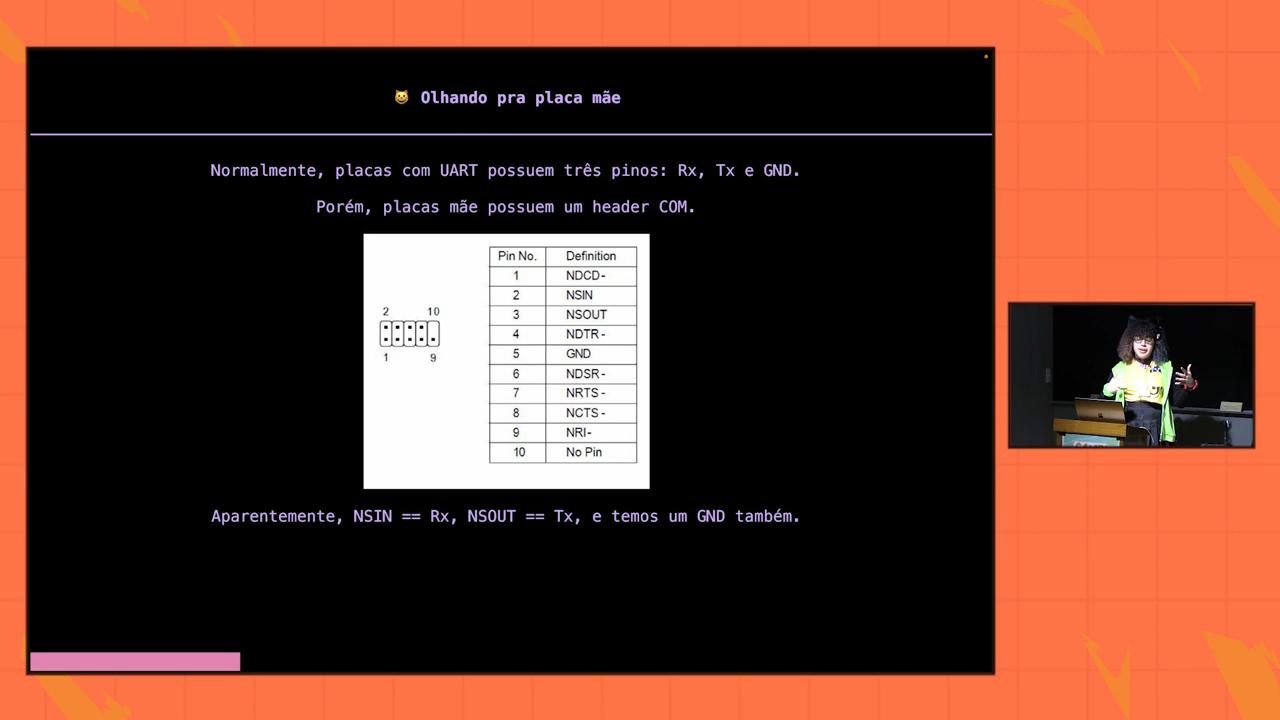 😺 Olhando pra placa mãe
Normalmente, placas com UART possuem três pinos: Rx, Tx e GND.
Porém, placas mãe possuem um header COM.
2 10
1 9
Pin No. Definition
1 NDCD-
2 NSIN
3 NSOUT
4 NDTR-
5 GND
6 NDSR-
7 NRTS-
8 NCTS-
9 NRI-
10 No Pin
Aparentemente, NSIN == Rx, NSOUT == Tx, e temos um GND também.